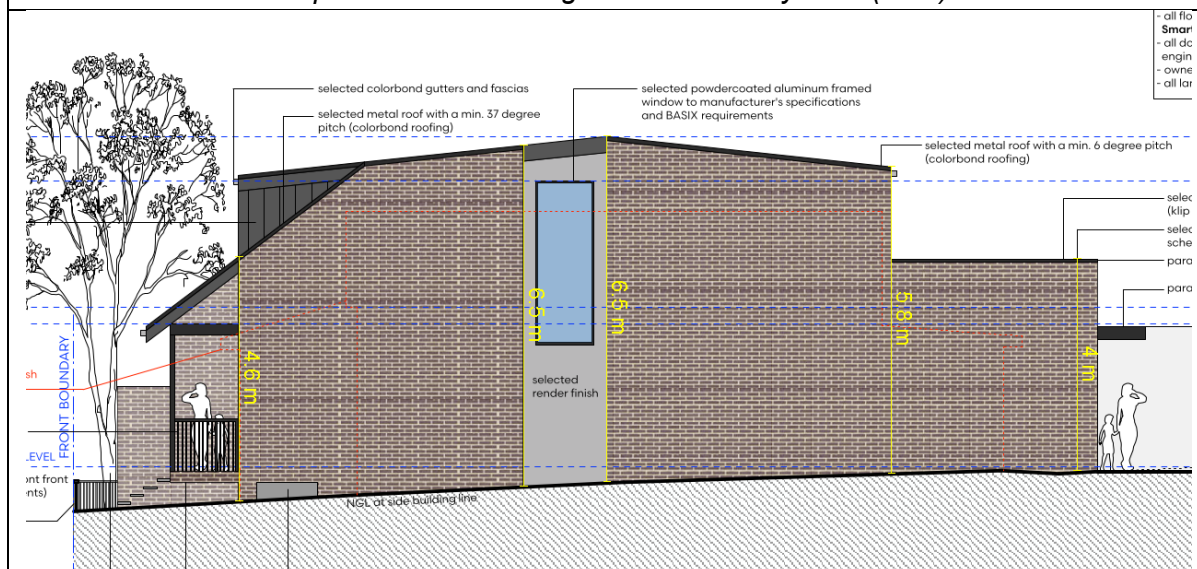 - all flo
Smart
- all do
engin
- owne
- all lar
selected colorbond gutters and fascias
selected metal roof with a min. 37 degree
pitch (colorbond roofing)
selected powdercoated aluminum framed
window to manufacturer's specifications
and BASIX requirements
selected metal roof with a min. 6 degree pitch
(colorbond roofing)
selec
(klip
selec
sche
para
para
6.5 m
6.5 m
5.8 m
4.6 m
4 m
selected
render finish
sh
FRONT BOUNDARY
LEVEL
ont front
ents)
NGL at side building line